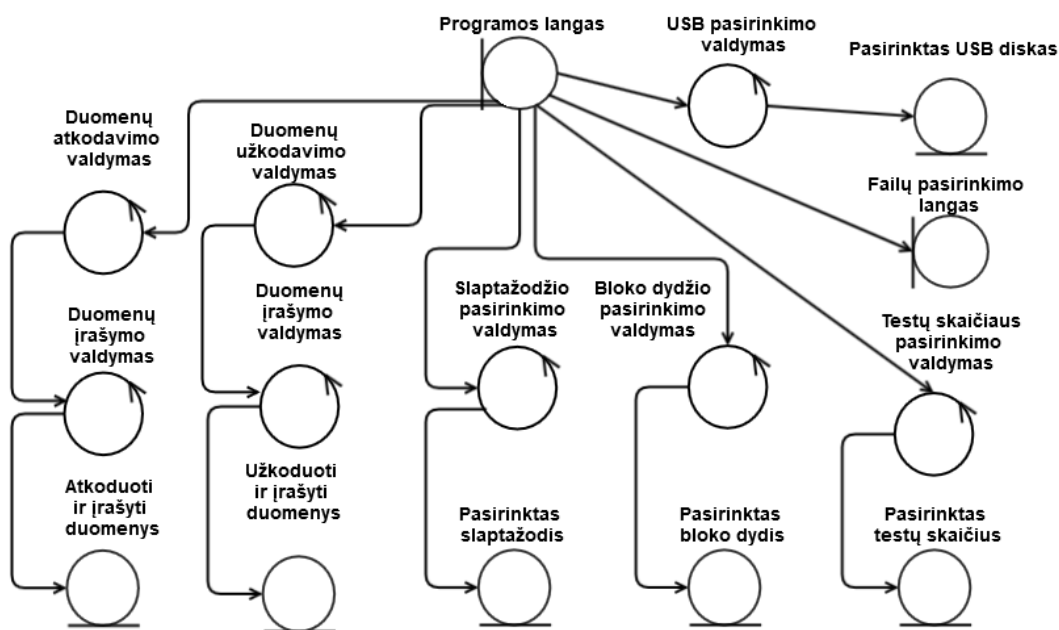 Programos langas
USB pasirinkimo
valdymas
Pasirinktas USB diskas
Duomenų
atkodavimo
valdymas
Duomenų
užkodavimo
valdymas
Failų pasirinkimo
langas
Duomenų
įrašymo
valdymas
Duomenų
įrašymo
valdymas
Slaptažodžio
pasirinkimo
valdymas
Bloko dydžio
pasirinkimo
valdymas
Testų skaičiaus
pasirinkimo
valdymas
Atkoduoti
ir įrašyti
duomenys
Užkoduoti
ir įrašyti
duomenys
Pasirinktas
slaptažodis
Pasirinktas
bloko dydis
Pasirinktas
testų skaičius